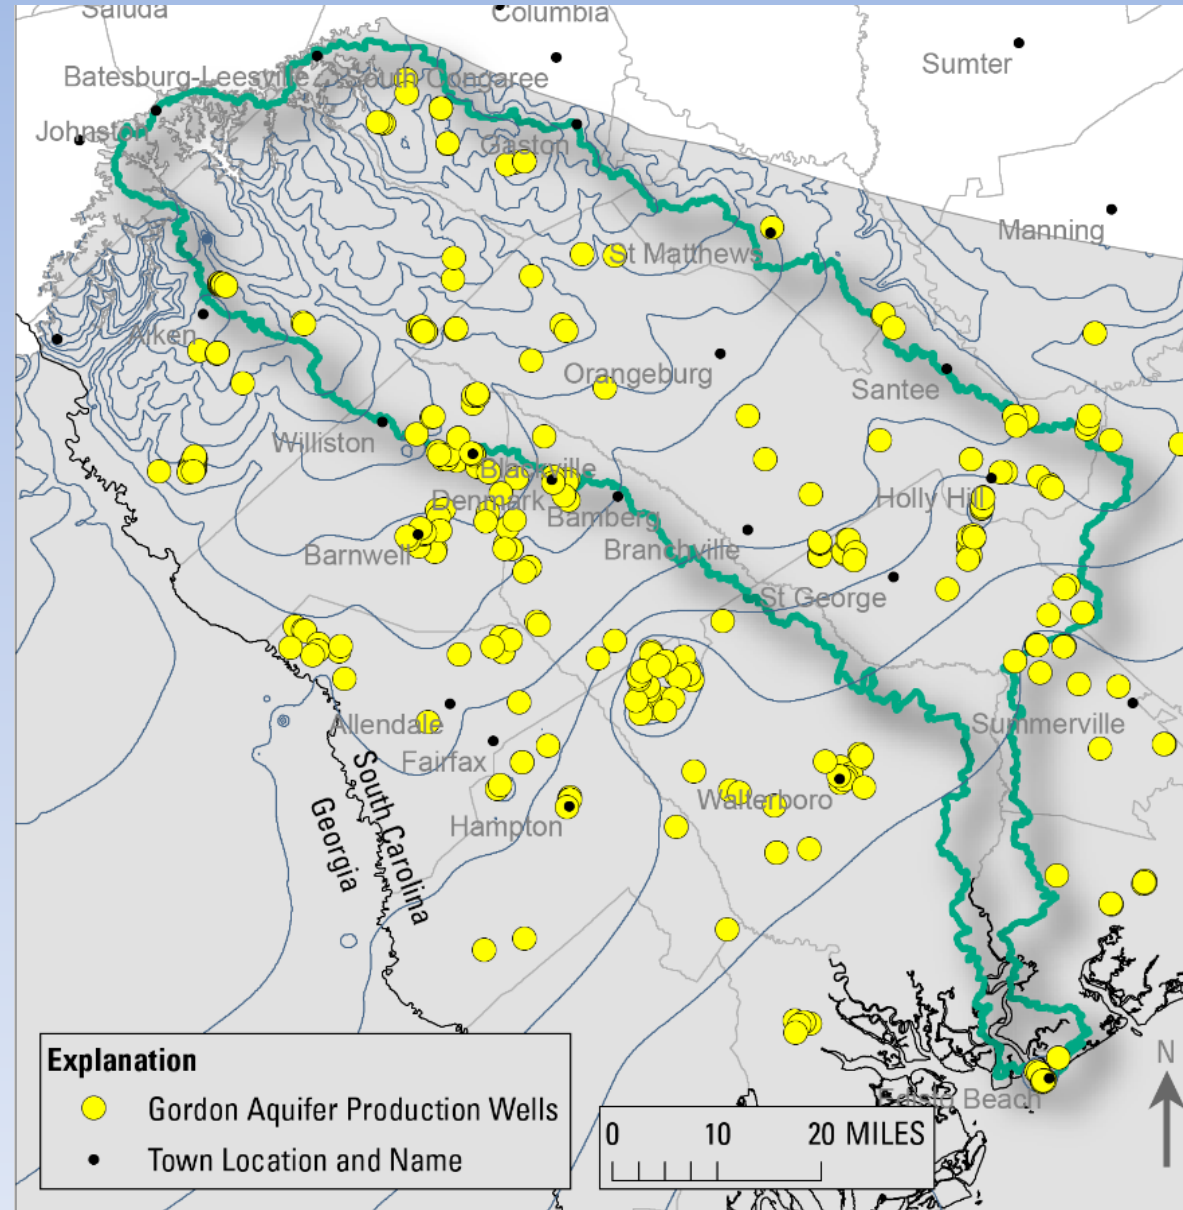 Saluda
Columbia
Sumter
Batesburg-Leesville
South Congaree
Johnston
Gaston
Manning
St Matthews
Aiken
Orangeburg
Santee
Williston
Blackville
Denmark
Holly Hill
Bamberg
Barnwell
Branchville
St George
Allendale
Summerville
Fairfax
South Carolina
Georgia
Walterboro
Hampton
Explanation
Gordon Aquifer Production Wells
Town Location and Name
0 10 20 MILES
N
Edisto Beach